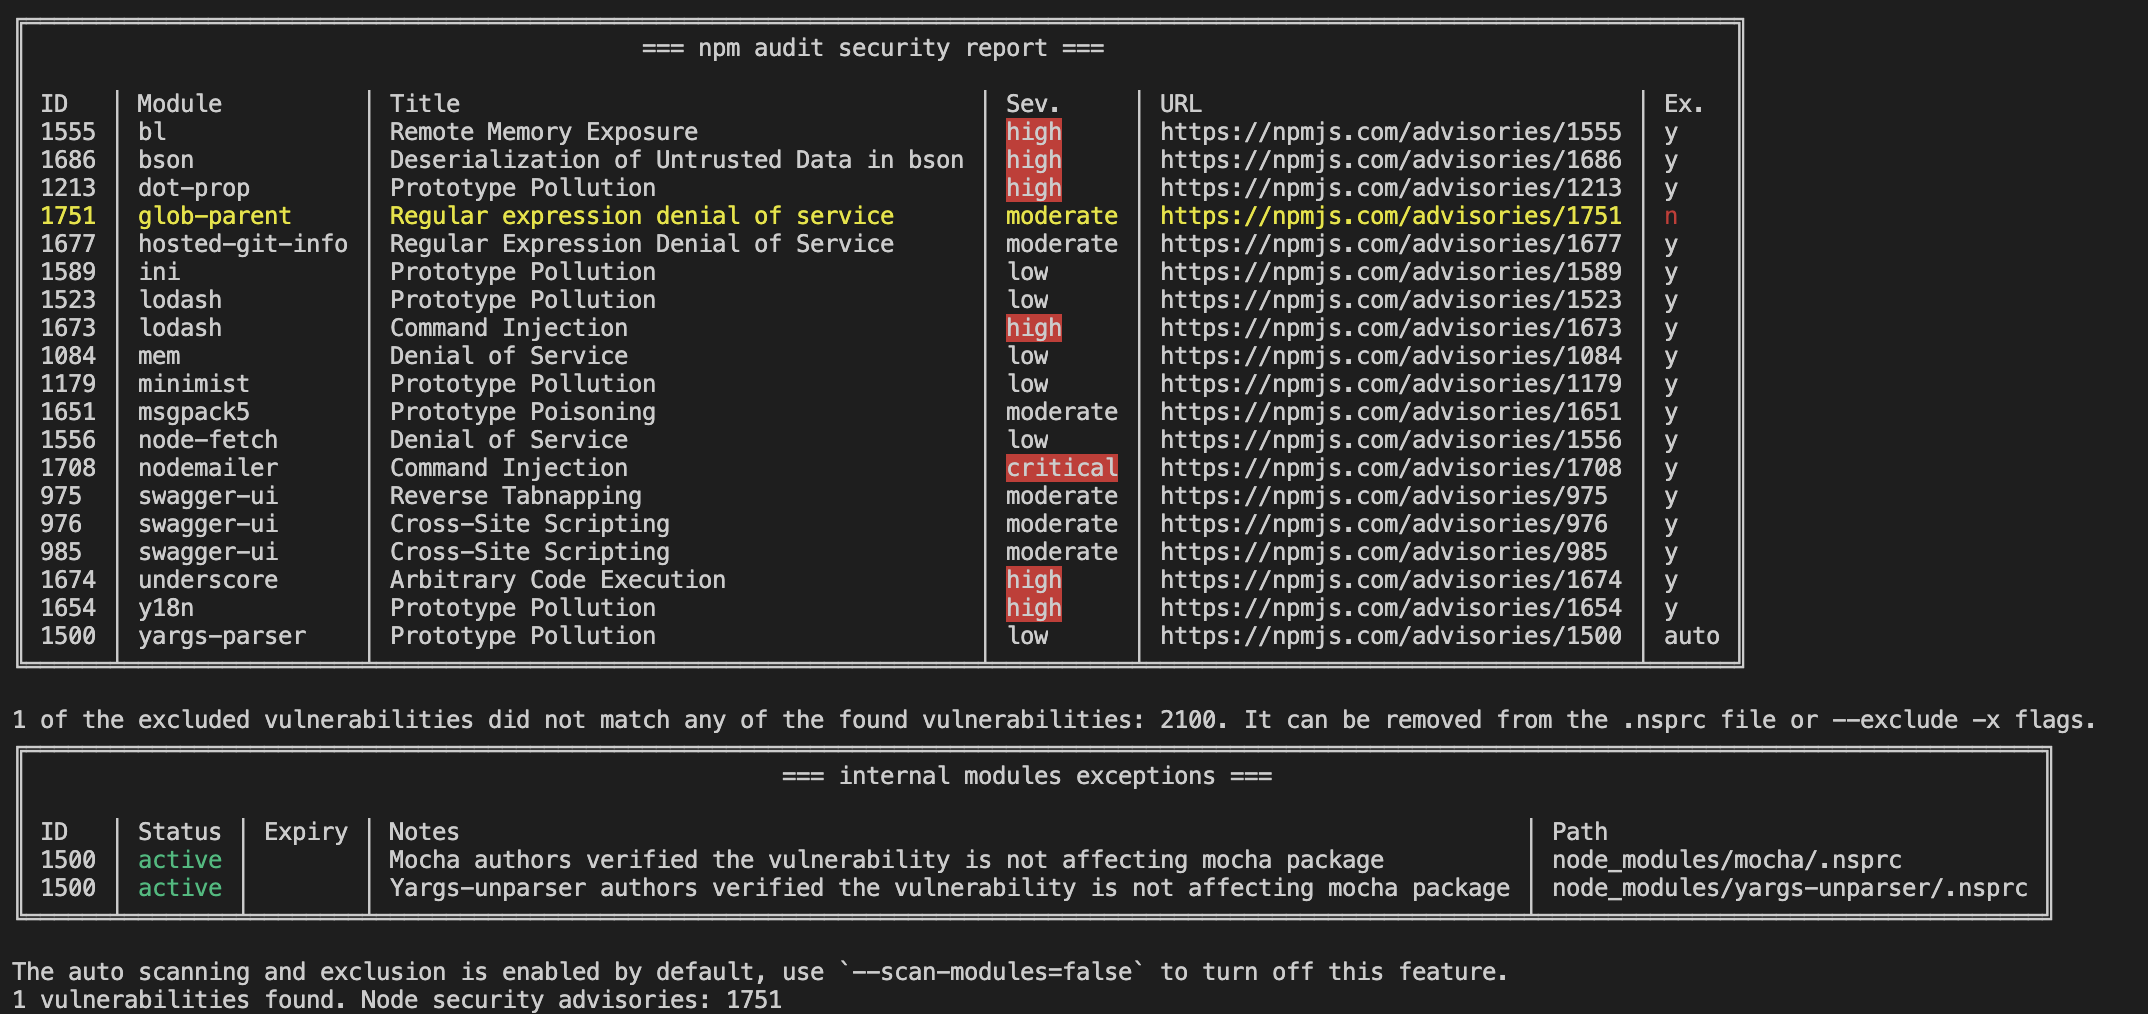 === npm audit security report ===
ID | Module | Title | Sev. | URL | Ex.
1555 | bl | Remote Memory Exposure | high | https://npmjs.com/advisories/1555 | y
1686 | bson | Deserialization of Untrusted Data in bson | high | https://npmjs.com/advisories/1686 | y
1213 | dot-prop | Prototype Pollution | high | https://npmjs.com/advisories/1213 | y
1751 | glob-parent | Regular expression denial of service | moderate | https://npmjs.com/advisories/1751 | n
1677 | hosted-git-info | Regular Expression Denial of Service | moderate | https://npmjs.com/advisories/1677 | y
1589 | ini | Prototype Pollution | low | https://npmjs.com/advisories/1589 | y
1523 | lodash | Prototype Pollution | low | https://npmjs.com/advisories/1523 | y
1673 | lodash | Command Injection | high | https://npmjs.com/advisories/1673 | y
1084 | mem | Denial of Service | low | https://npmjs.com/advisories/1084 | y
1179 | minimist | Prototype Pollution | low | https://npmjs.com/advisories/1179 | y
1651 | msgpack5 | Prototype Poisoning | moderate | https://npmjs.com/advisories/1651 | y
1556 | node-fetch | Denial of Service | low | https://npmjs.com/advisories/1556 | y
1708 | nodemailer | Command Injection | critical | https://npmjs.com/advisories/1708 | y
975 | swagger-ui | Reverse Tabnapping | moderate | https://npmjs.com/advisories/975 | y
976 | swagger-ui | Cross-Site Scripting | moderate | https://npmjs.com/advisories/976 | y
985 | swagger-ui | Cross-Site Scripting | moderate | https://npmjs.com/advisories/985 | y
1674 | underscore | Arbitrary Code Execution | high | https://npmjs.com/advisories/1674 | y
1654 | y18n | Prototype Pollution | high | https://npmjs.com/advisories/1654 | y
1500 | yargs-parser | Prototype Pollution | low | https://npmjs.com/advisories/1500 | auto
1 of the excluded vulnerabilities did not match any of the found vulnerabilities: 2100. It can be removed from the .nsprc file or --exclude -x flags.
=== internal modules exceptions ===
ID | Status | Expiry | Notes | Path
1500 | active | | Mocha authors verified the vulnerability is not affecting mocha package | node_modules/mocha/.nsprc
1500 | active | | Yargs-unparser authors verified the vulnerability is not affecting mocha package | node_modules/yargs-unparser/.nsprc
The auto scanning and exclusion is enabled by default, use `--scan-modules=false` to turn off this feature.
1 vulnerabilities found. Node security advisories: 1751